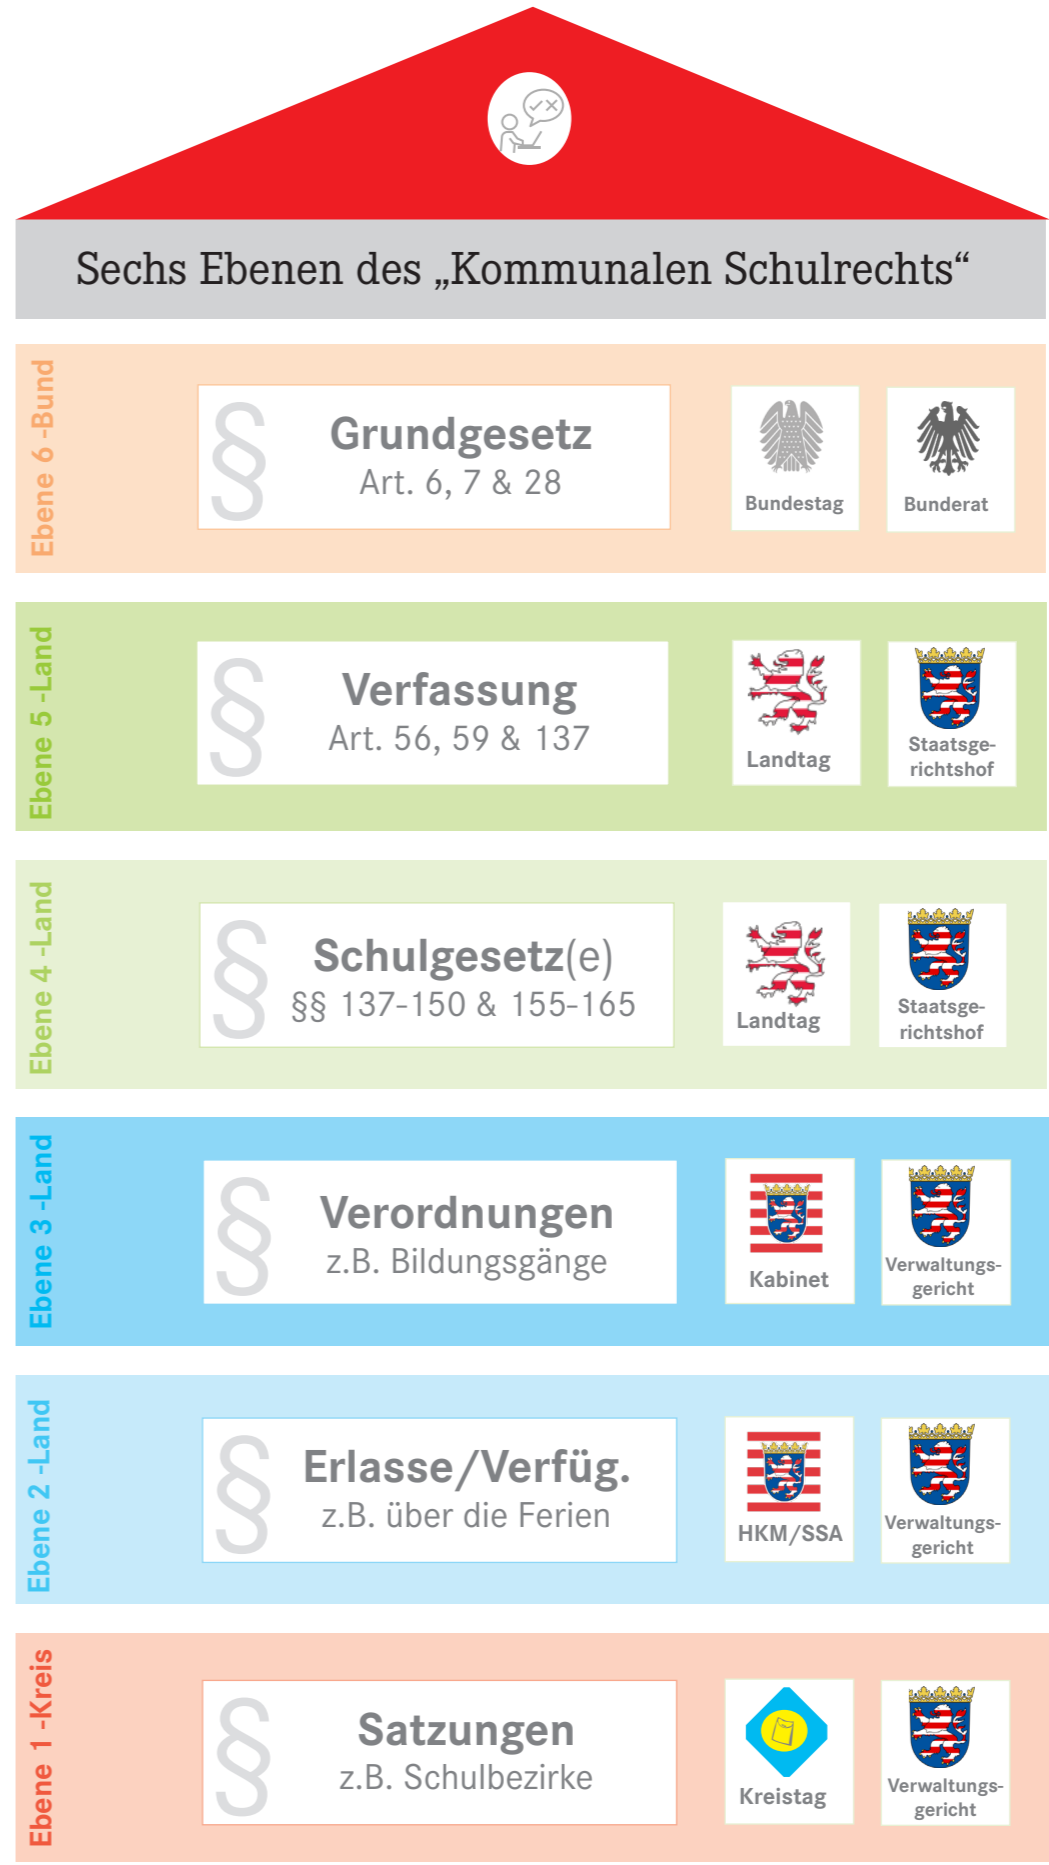 Sechs Ebenen des „Kommunalen Schulrechts“
Ebene 6 -Bund
§
Grundgesetz
Art. 6, 7 & 28
Bundestag
Bunderat
Ebene 5 -Land
§
Verfassung
Art. 56, 59 & 137
Landtag
Staatsge-
richtshof
Ebene 4 -Land
§
Schulgesetz(e)
§§ 137-150 & 155-165
Landtag
Staatsge-
richtshof
Ebene 3 -Land
§
Verordnungen
z.B. Bildungsgänge
Kabinet
Verwaltungs-
gericht
Ebene 2 -Land
§
Erlasse/Verfüg.
z.B. über die Ferien
HKM/SSA
Verwaltungs-
gericht
Ebene 1 -Kreis
§
Satzungen
z.B. Schulbezirke
Kreistag
Verwaltungs-
gericht